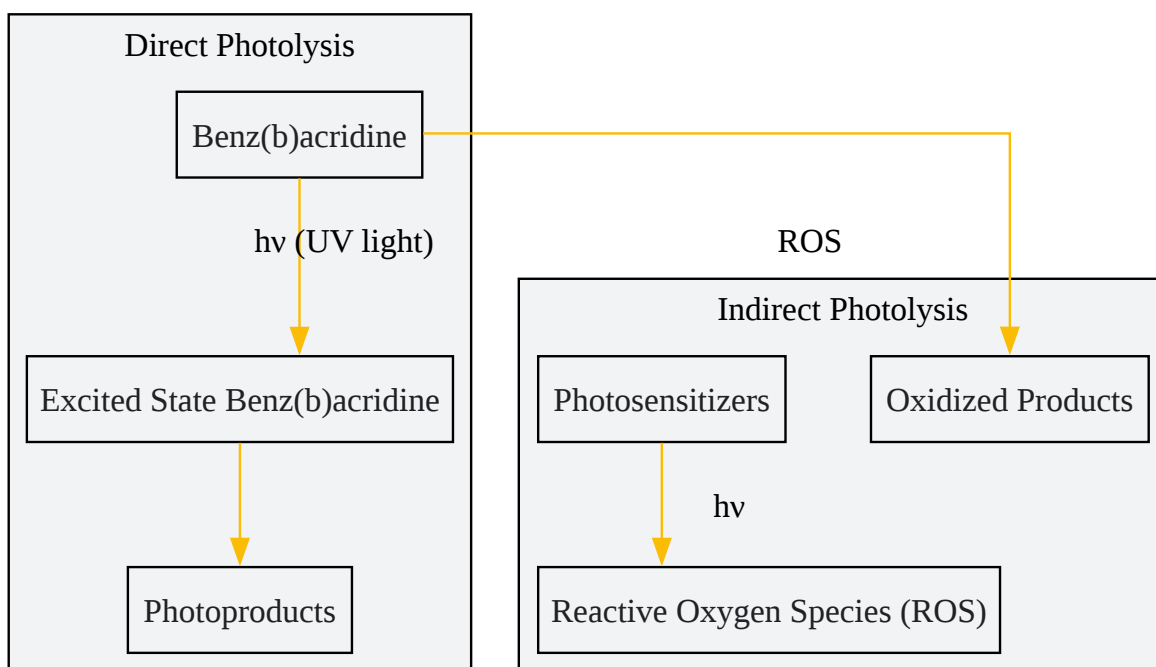 Direct Photolysis
Benz(b)acridine
hν (UV light)
Excited State Benz(b)acridine
Photoproducts
ROS
Indirect Photolysis
Photosensitizers
Oxidized Products
hν
Reactive Oxygen Species (ROS)